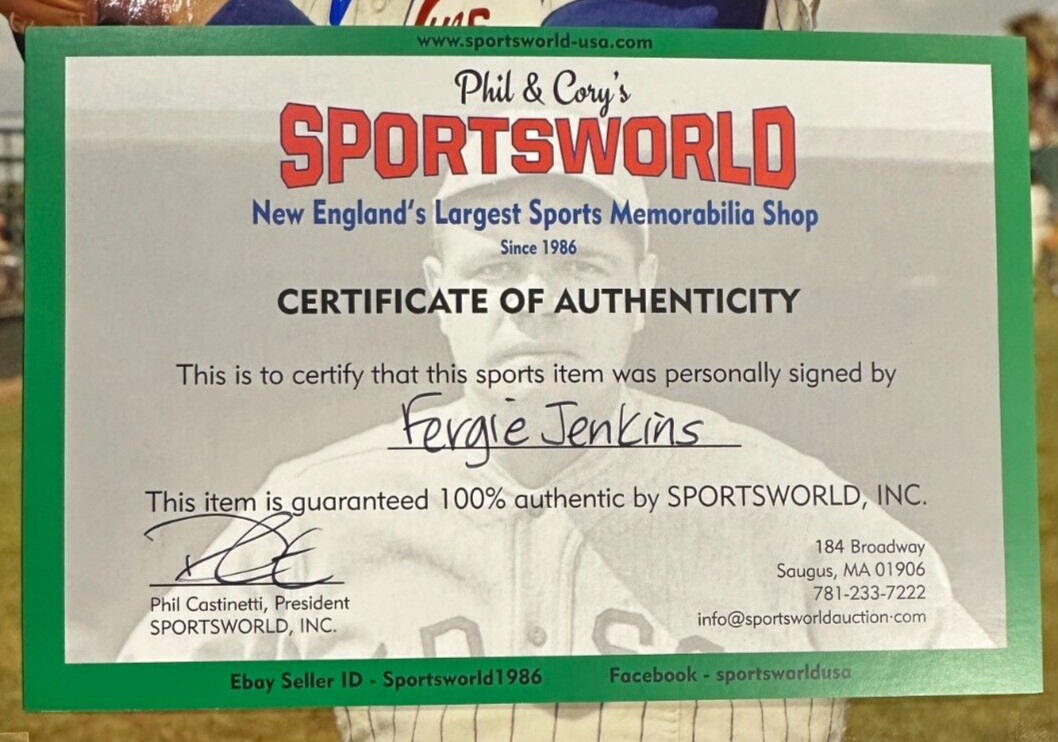 Cubs
www.sportsworld-usa.com
Phil & Cory's
SPORTSWORLD
New England's Largest Sports Memorabilia Shop
Since 1986
CERTIFICATE OF AUTHENTICITY
This is to certify that this sports item was personally signed by
Fergie Jenkins
This item is guaranteed 100% authentic by SPORTSWORLD, INC.
Phil Castinetti, President
SPORTSWORLD, INC.
184 Broadway
Saugus, MA 01906
781-233-7222
info@sportsworldauction.com
Ebay Seller ID - Sportsworld1986
Facebook - sportsworldusa